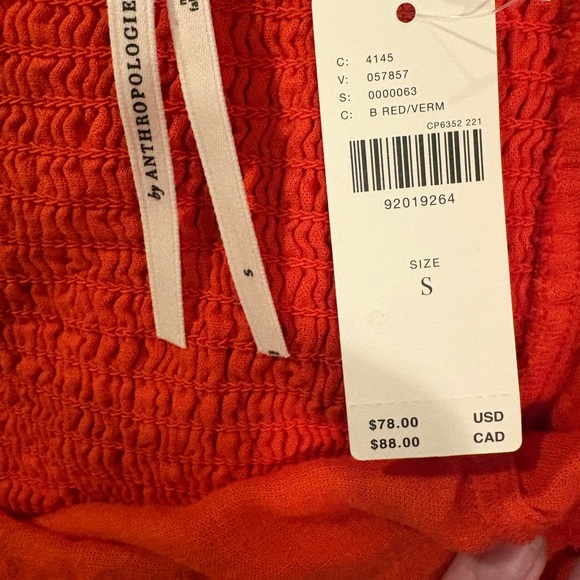 by ANTHROPOLOGIE
S
C: 4145
V: 057857
S: 0000063
C: B RED/VERM
CP6352 221
92019264
SIZE
S
$78.00 USD
$88.00 CAD